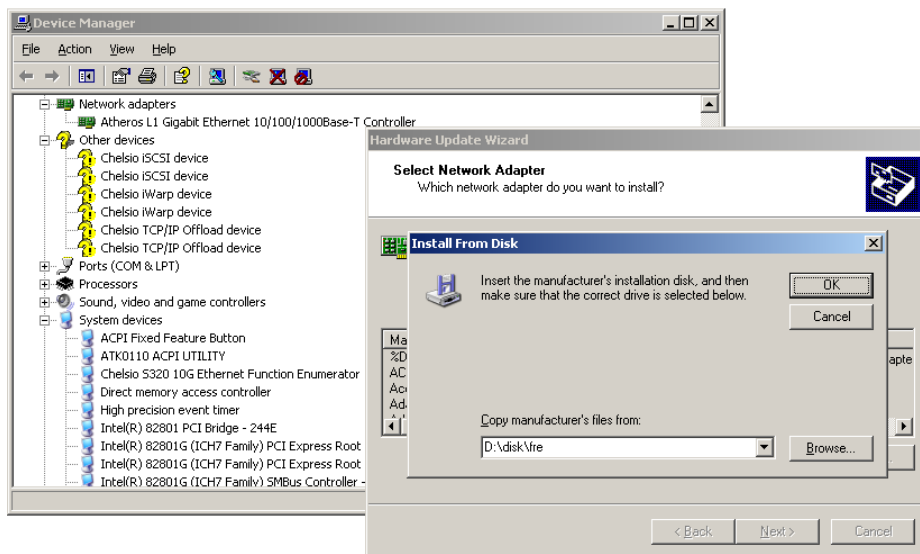 Device Manager
File Action View Help
Network adapters
Atheros L1 Gigabit Ethernet 10/100/1000Base-T Controller
Other devices
Chelsio iSCSI device
Chelsio iSCSI device
Chelsio iWarp device
Chelsio iWarp device
Chelsio TCP/IP Offload device
Chelsio TCP/IP Offload device
Ports (COM & LPT)
Processors
Sound, video and game controllers
System devices
ACPI Fixed Feature Button
ATK0110 ACPI UTILITY
Chelsio S320 10G Ethernet Function Enumerator
Direct memory access controller
High precision event timer
Intel(R) 82801 PCI Bridge - 244E
Intel(R) 82801G (ICH7 Family) PCI Express Root
Intel(R) 82801G (ICH7 Family) PCI Express Root
Intel(R) 82801G (ICH7 Family) SMBus Controller -
Hardware Update Wizard
Select Network Adapter
Which network adapter do you want to install?
Install From Disk
Insert the manufacturer's installation disk, and then
make sure that the correct drive is selected below.
OK
Cancel
Ma
%D
AC
Ac
Ad
apte
Copy manufacturer's files from:
D:\disk\fre
Browse...
< Back Next > Cancel